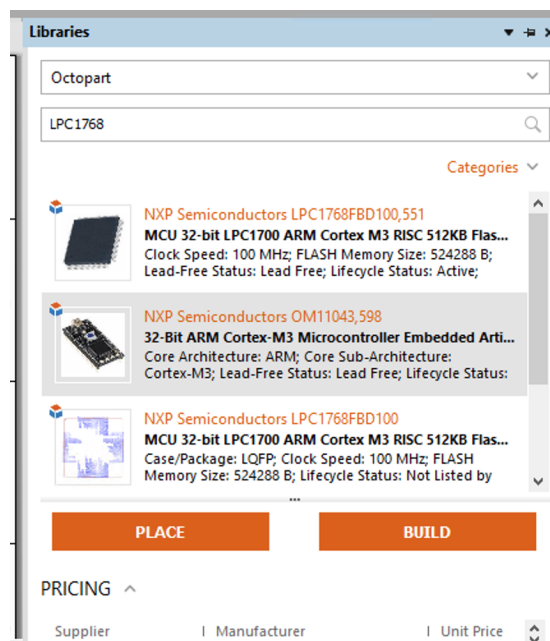 Libraries
Octopart
LPC1768
Categories
NXP Semiconductors LPC1768FBD100,551
MCU 32-bit LPC1700 ARM Cortex M3 RISC 512KB Flas...
Clock Speed: 100 MHz; FLASH Memory Size: 524288 B;
Lead-Free Status: Lead Free; Lifecycle Status: Active;
NXP Semiconductors OM11043,598
32-Bit ARM Cortex-M3 Microcontroller Embedded Arti...
Core Architecture: ARM; Core Sub-Architecture:
Cortex-M3; Lead-Free Status: Lead Free; Lifecycle Status:
NXP Semiconductors LPC1768FBD100
MCU 32-bit LPC1700 ARM Cortex M3 RISC 512KB Flas...
Case/Package: LQFP; Clock Speed: 100 MHz; FLASH
Memory Size: 524288 B; Lifecycle Status: Not Listed by
...
PLACE BUILD
PRICING
Supplier | Manufacturer | Unit Price